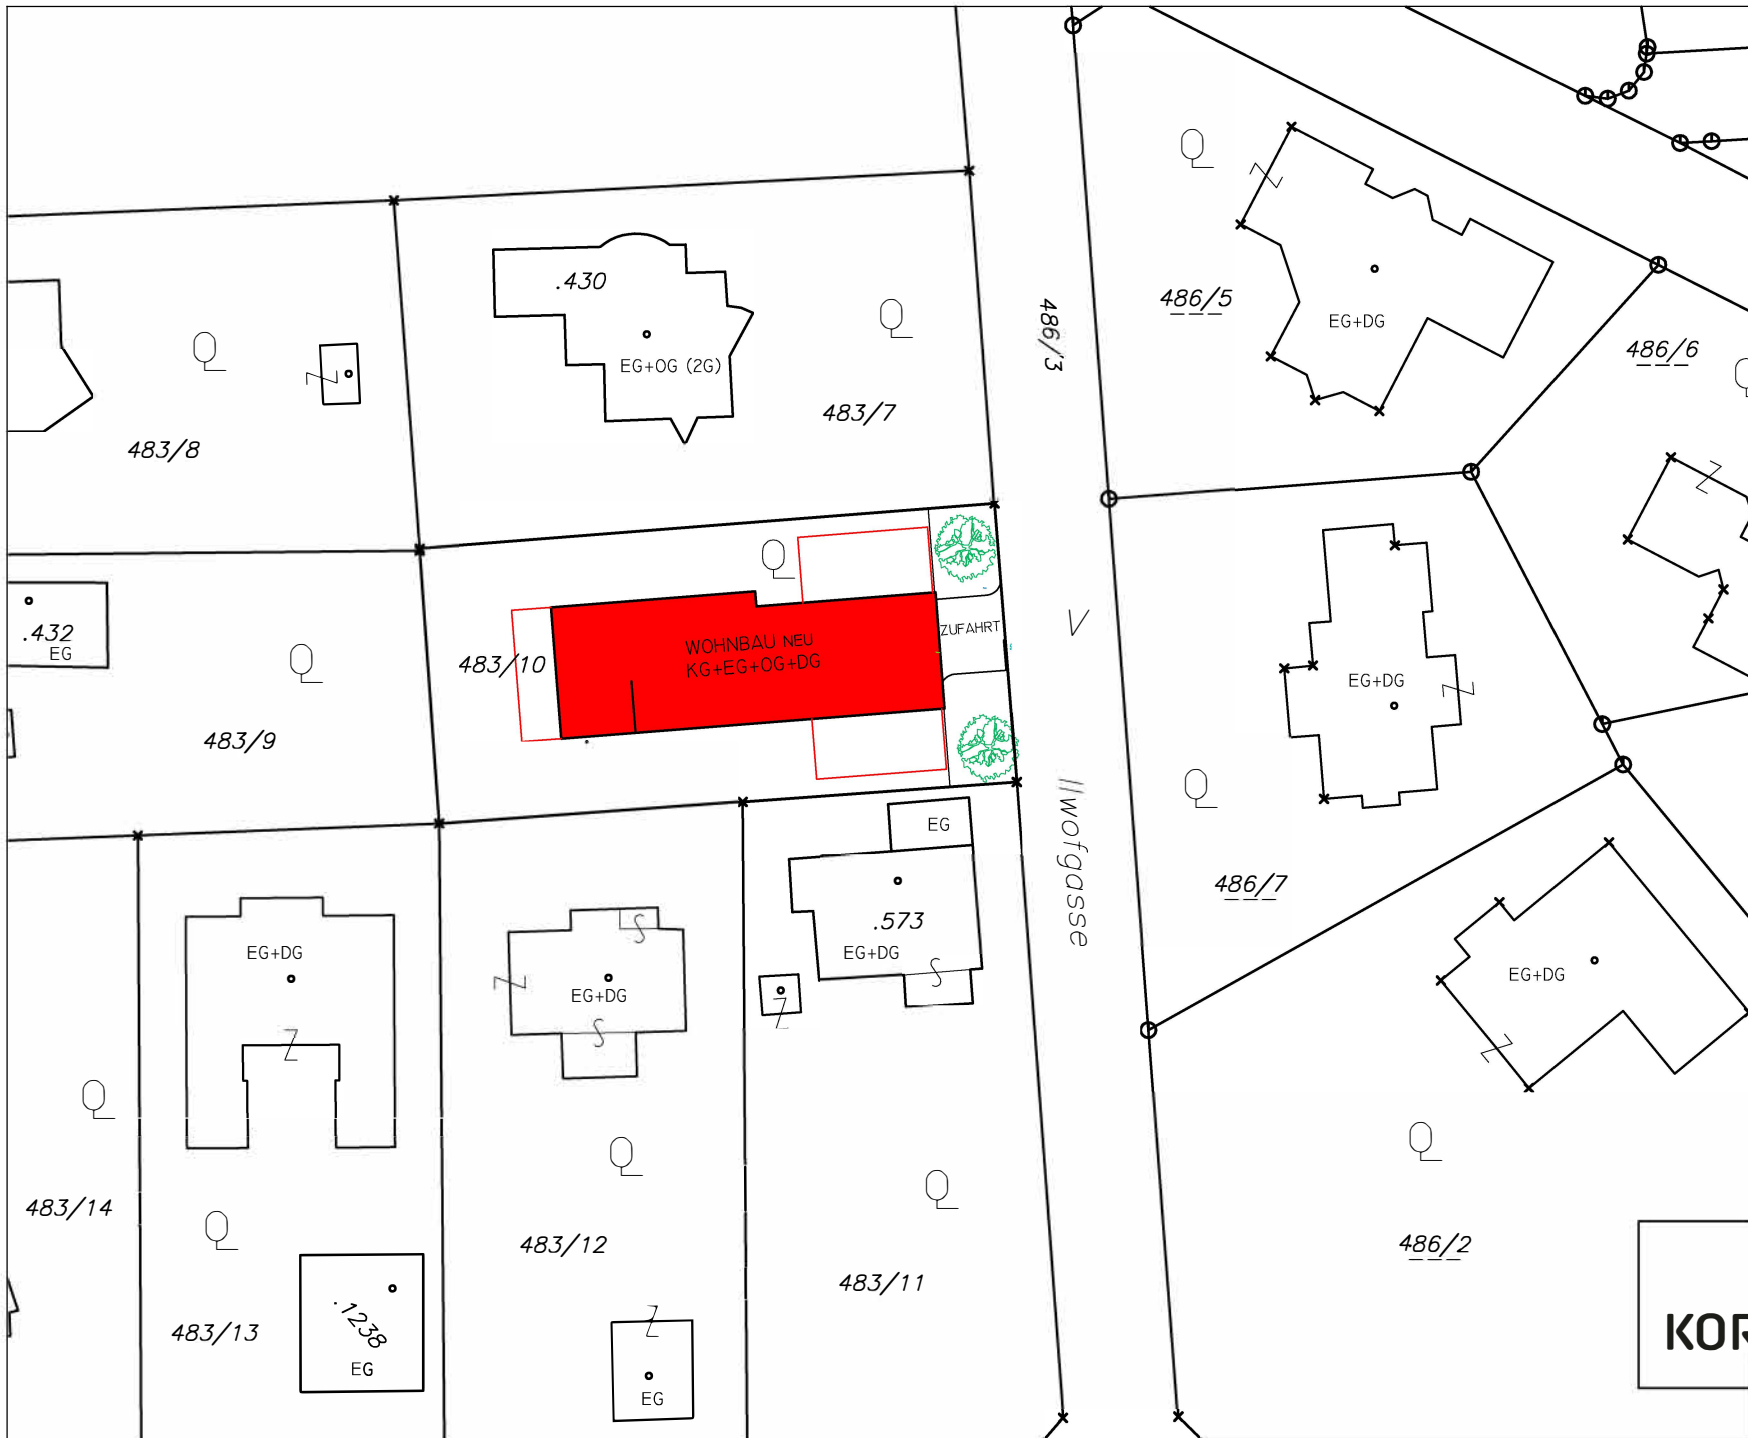 486/5
EG+DG
486/6
.430
EG+OG (2G)
483/7
483/8
486/3
.432
EG
483/9
483/10
WOHNBAU NEU
KG+EG+OG+DG
ZUFAHRT
V
Ilwofgasse
EG+DG
486/7
EG
.573
EG+DG
EG+DG
EG+DG
EG+DG
483/14
483/12
483/11
486/2
483/13
.1238
EG
EG